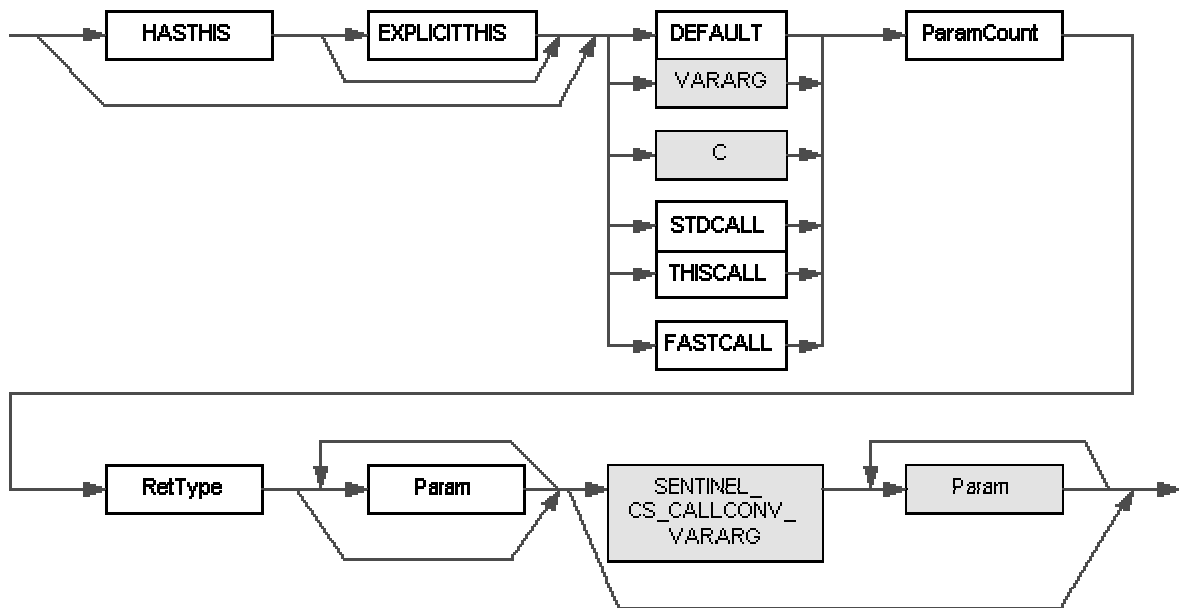 HASTHIS
EXPLICITTHIS
DEFAULT
ParamCount
VARARG
C
STDCALL
THISCALL
FASTCALL
RetType
Param
SENTINEL_
CS_CALLCONV_
VARARG
Param